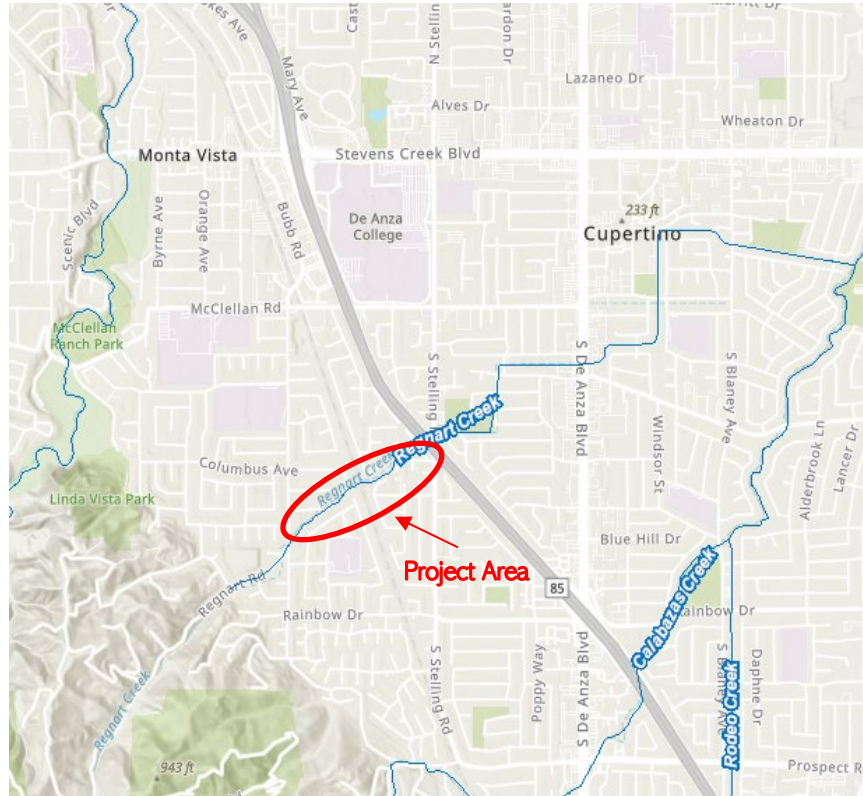 Mary Ave
N Stelling
Lazaneo Dr
Alves Dr
Wheaton Dr
Monta Vista
Stevens Creek Blvd
Scenic Blvd
Byrne Ave
Orange Ave
Bubb Rd
De Anza
College
233 ft
Cupertino
McClellan Rd
McClellan
Ranch Park
S Stelling
S De Anza Blvd
S Blaney Ave
Regnart Creek
Windsor St
Alderbrook Ln
Lancer Dr
Columbus Ave
Regnart Creek
Linda Vista Park
Blue Hill Dr
Project Area
Regnart Rd
85
Calabazas Creek
Rainbow Dr
Rainbow Dr
Regnart Creek
S Stelling Rd
Poppy Way
S De Anza Blvd
S Blaney Ave
Rodeo Creek
Daphne Dr
943 ft
Prospect R